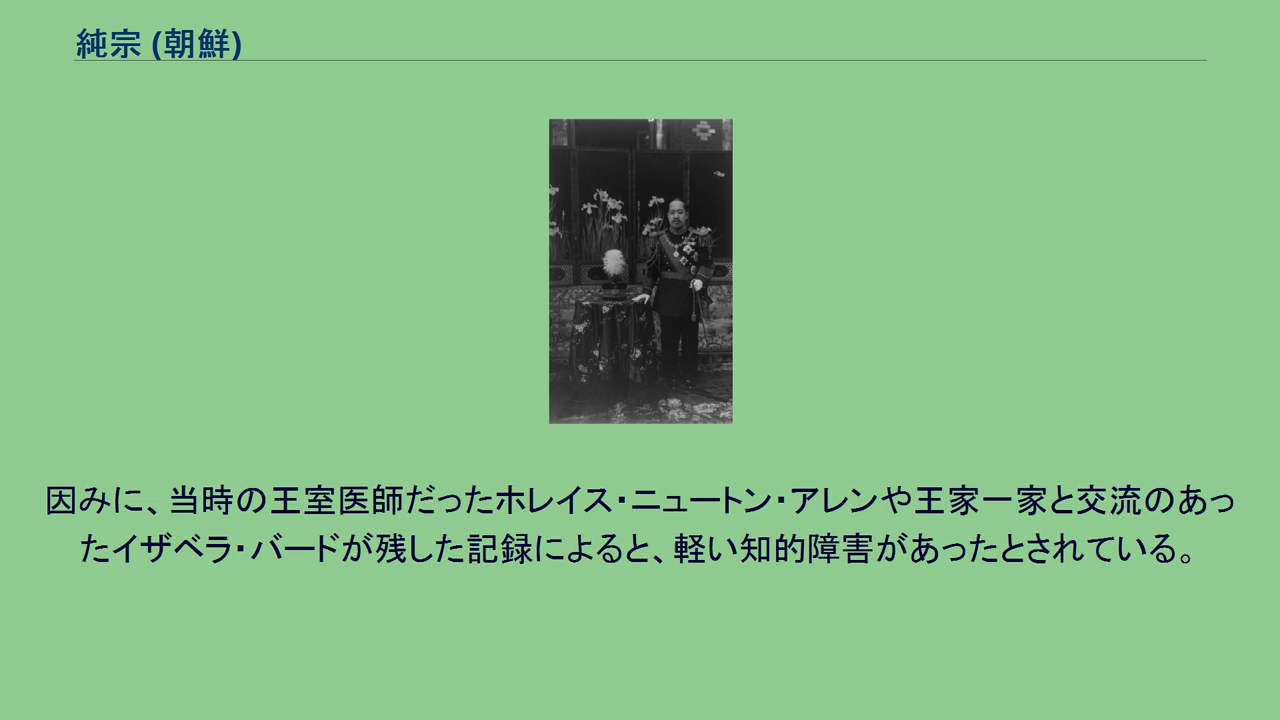 純宗 (朝鮮)
因みに、当時の王室医師だったホレイス・ニュートン・アレンや王家一家と交流のあっ
たイザベラ・バードが残した記録によると、軽い知的障害があったとされている。